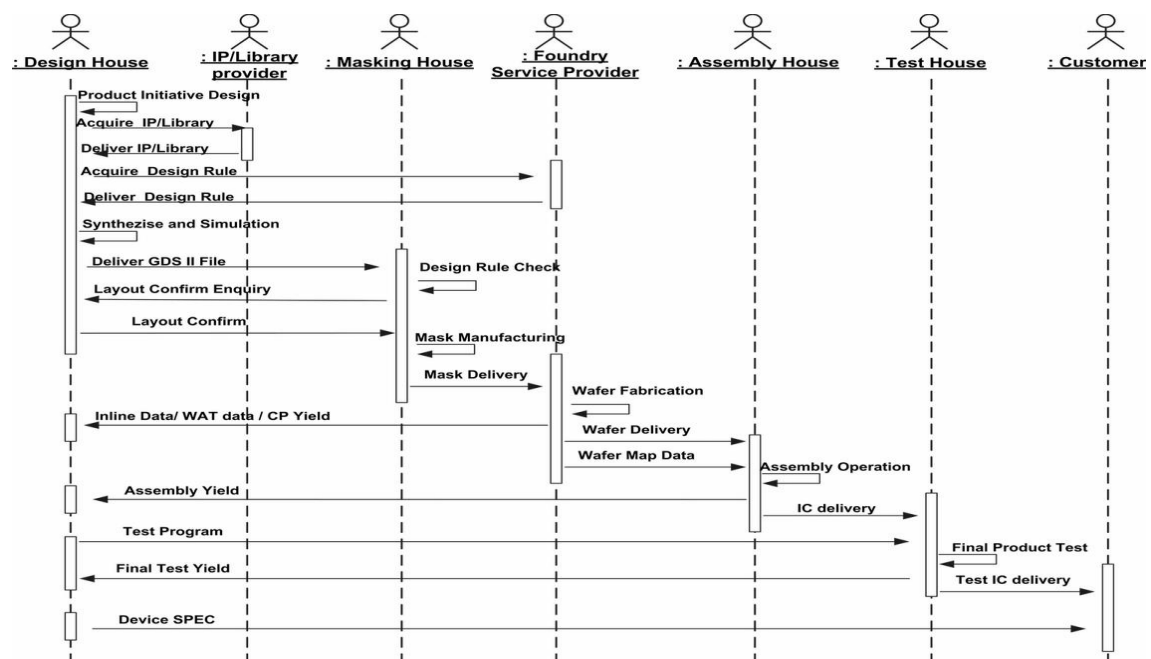 : Design House
: IP/Library
provider
: Masking House
: Foundry
Service Provider
: Assembly House
: Test House
: Customer
Product Initiative Design
Acquire IP/Library
Deliver IP/Library
Acquire Design Rule
Deliver Design Rule
Synthezise and Simulation
Deliver GDS II File
Design Rule Check
Layout Confirm Enquiry
Layout Confirm
Mask Manufacturing
Mask Delivery
Wafer Fabrication
Inline Data/ WAT data / CP Yield
Wafer Delivery
Wafer Map Data
Assembly Operation
Assembly Yield
IC delivery
Test Program
Final Product Test
Final Test Yield
Test IC delivery
Device SPEC